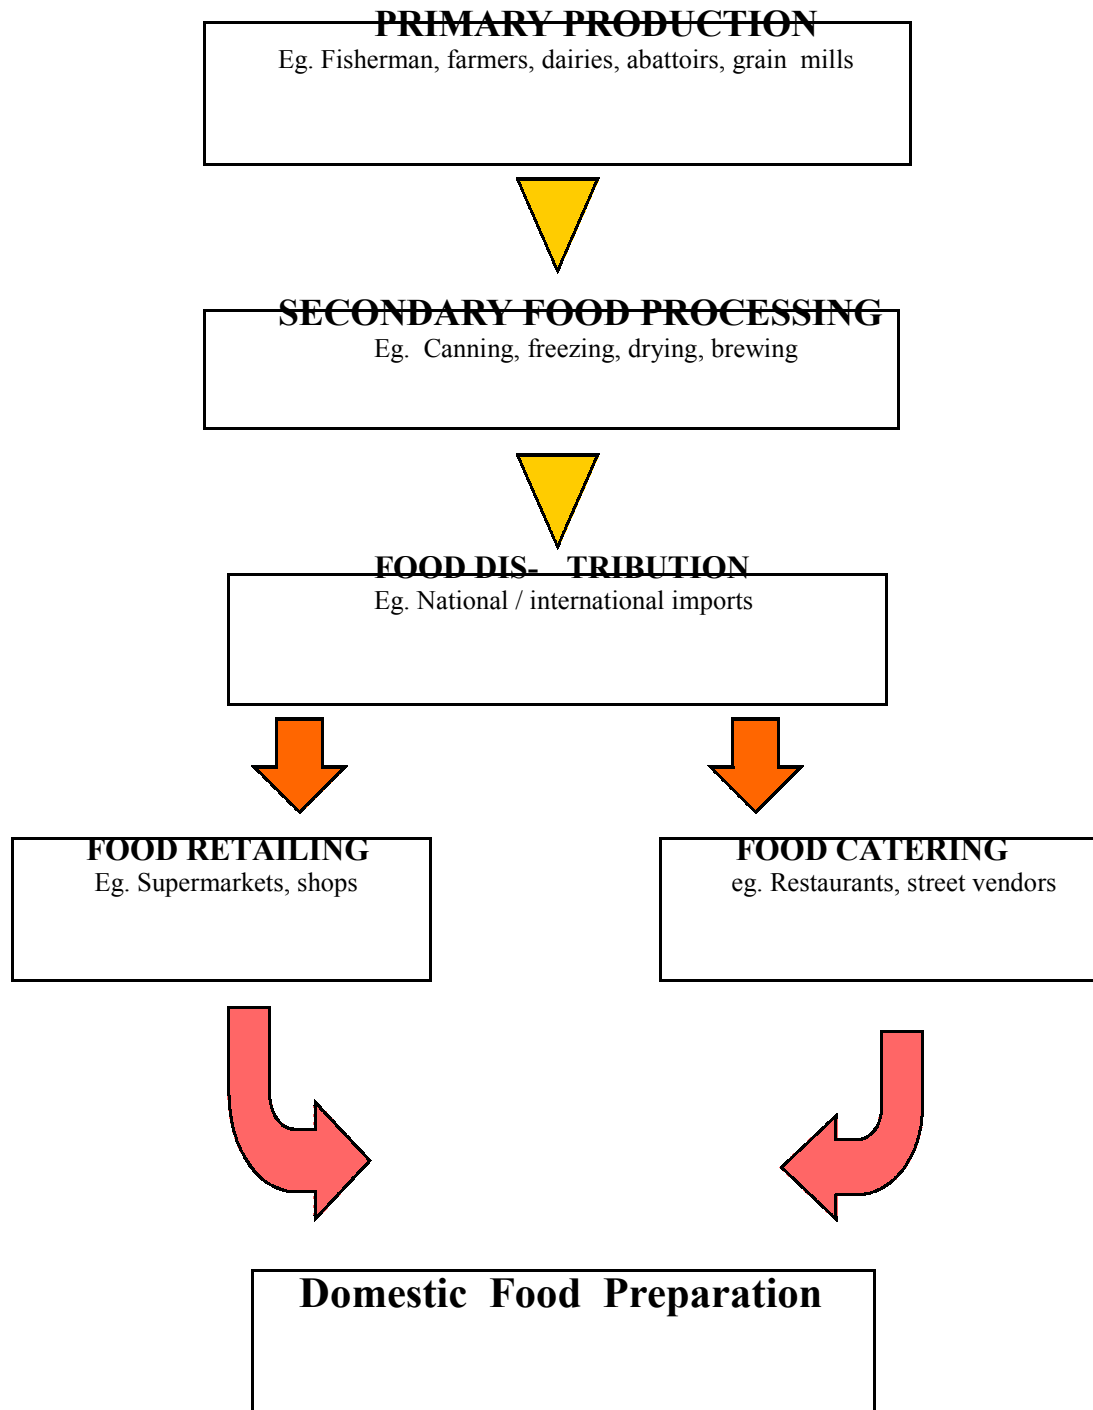 PRIMARY PRODUCTION
Eg. Fisherman, farmers, dairies, abattoirs, grain  mills
SECONDARY FOOD PROCESSING
Eg.  Canning, freezing, drying, brewing
FOOD DIS-    TRIBUTION
Eg. National / international imports
FOOD RETAILING
Eg. Supermarkets, shops
FOOD CATERING
eg. Restaurants, street vendors
Domestic  Food  Preparation